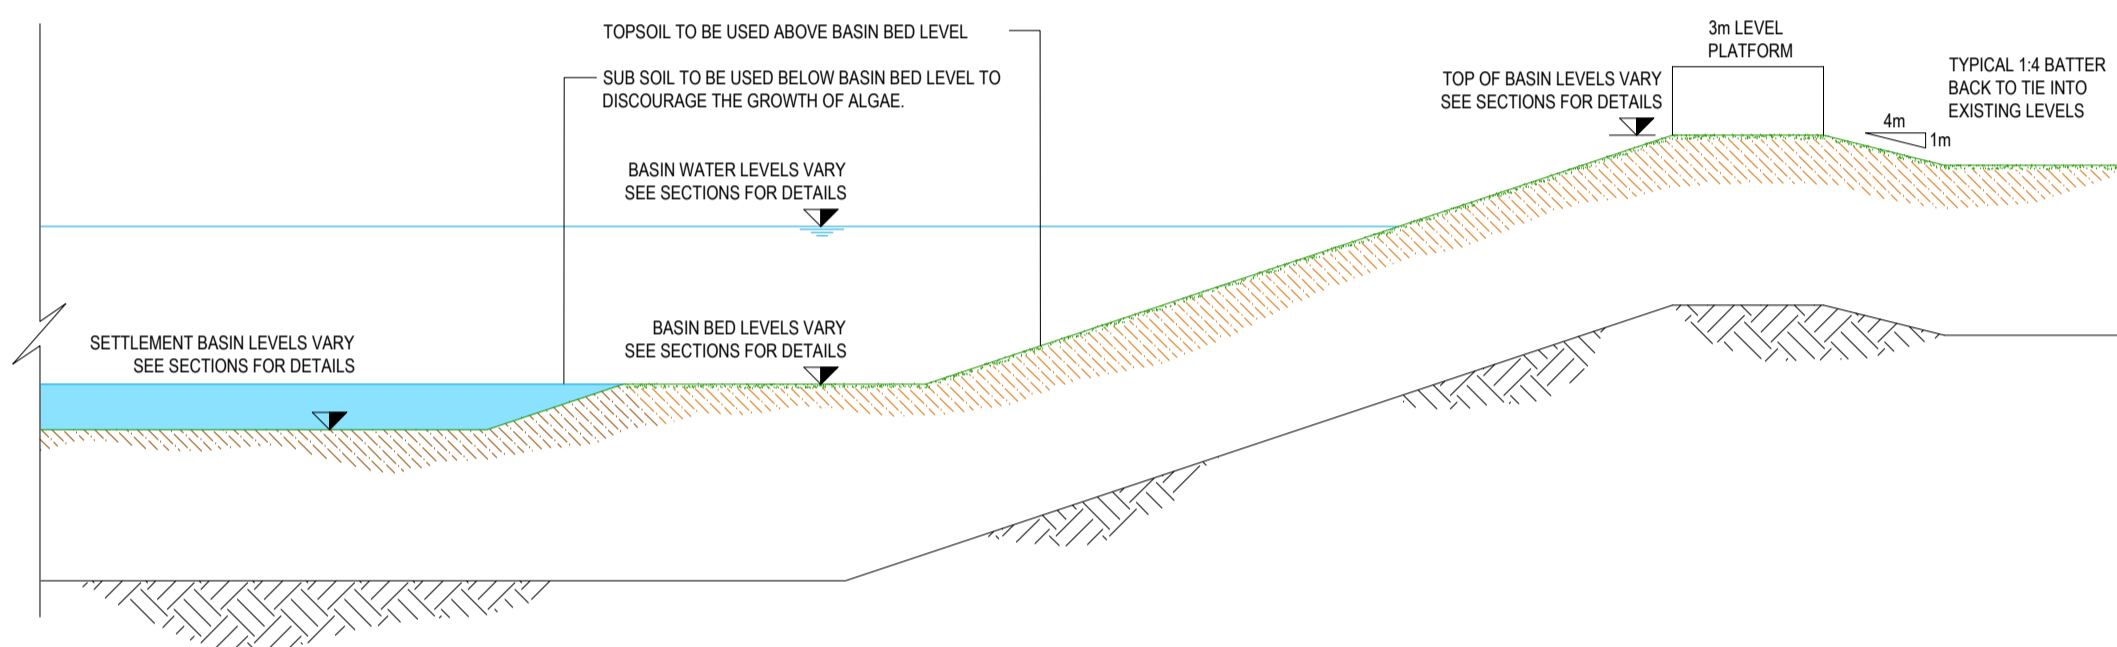 TOPSOIL TO BE USED ABOVE BASIN BED LEVEL
SUB SOIL TO BE USED BELOW BASIN BED LEVEL TO
DISCOURAGE THE GROWTH OF ALGAE.
BASIN WATER LEVELS VARY
SEE SECTIONS FOR DETAILS
SETTLEMENT BASIN LEVELS VARY
SEE SECTIONS FOR DETAILS
BASIN BED LEVELS VARY
SEE SECTIONS FOR DETAILS
TOP OF BASIN LEVELS VARY
SEE SECTIONS FOR DETAILS
3m LEVEL
PLATFORM
TYPICAL 1:4 BATTER
BACK TO TIE INTO
EXISTING LEVELS
4m
1m